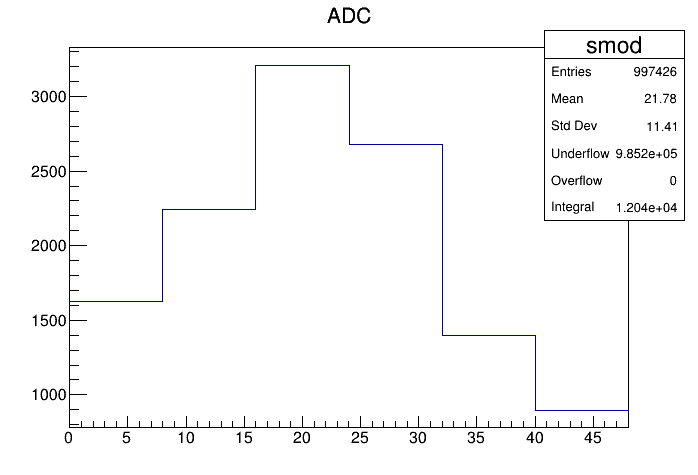 ADC
smod
Entries 997426
Mean 21.78
Std Dev 11.41
Underflow 9.852e+05
Overflow 0
Integral 1.204e+04
3000
2500
2000
1500
1000
0 5 10 15 20 25 30 35 40 45